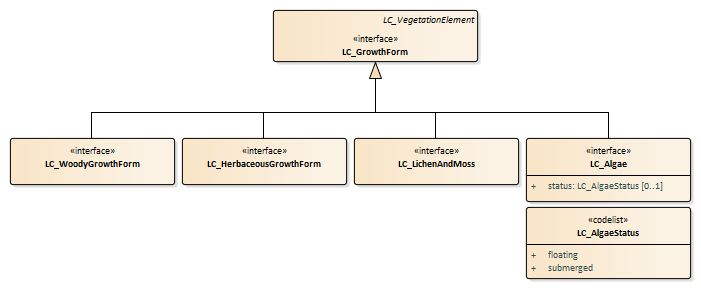 LC_VegetationElement
«interface»
LC_GrowthForm
«interface»
LC_WoodyGrowthForm
«interface»
LC_HerbaceousGrowthForm
«interface»
LC_LichenAndMoss
«interface»
LC_Algae
+ status: LC_AlgaeStatus [0..1]
«codelist»
LC_AlgaeStatus
+ floating
+ submerged